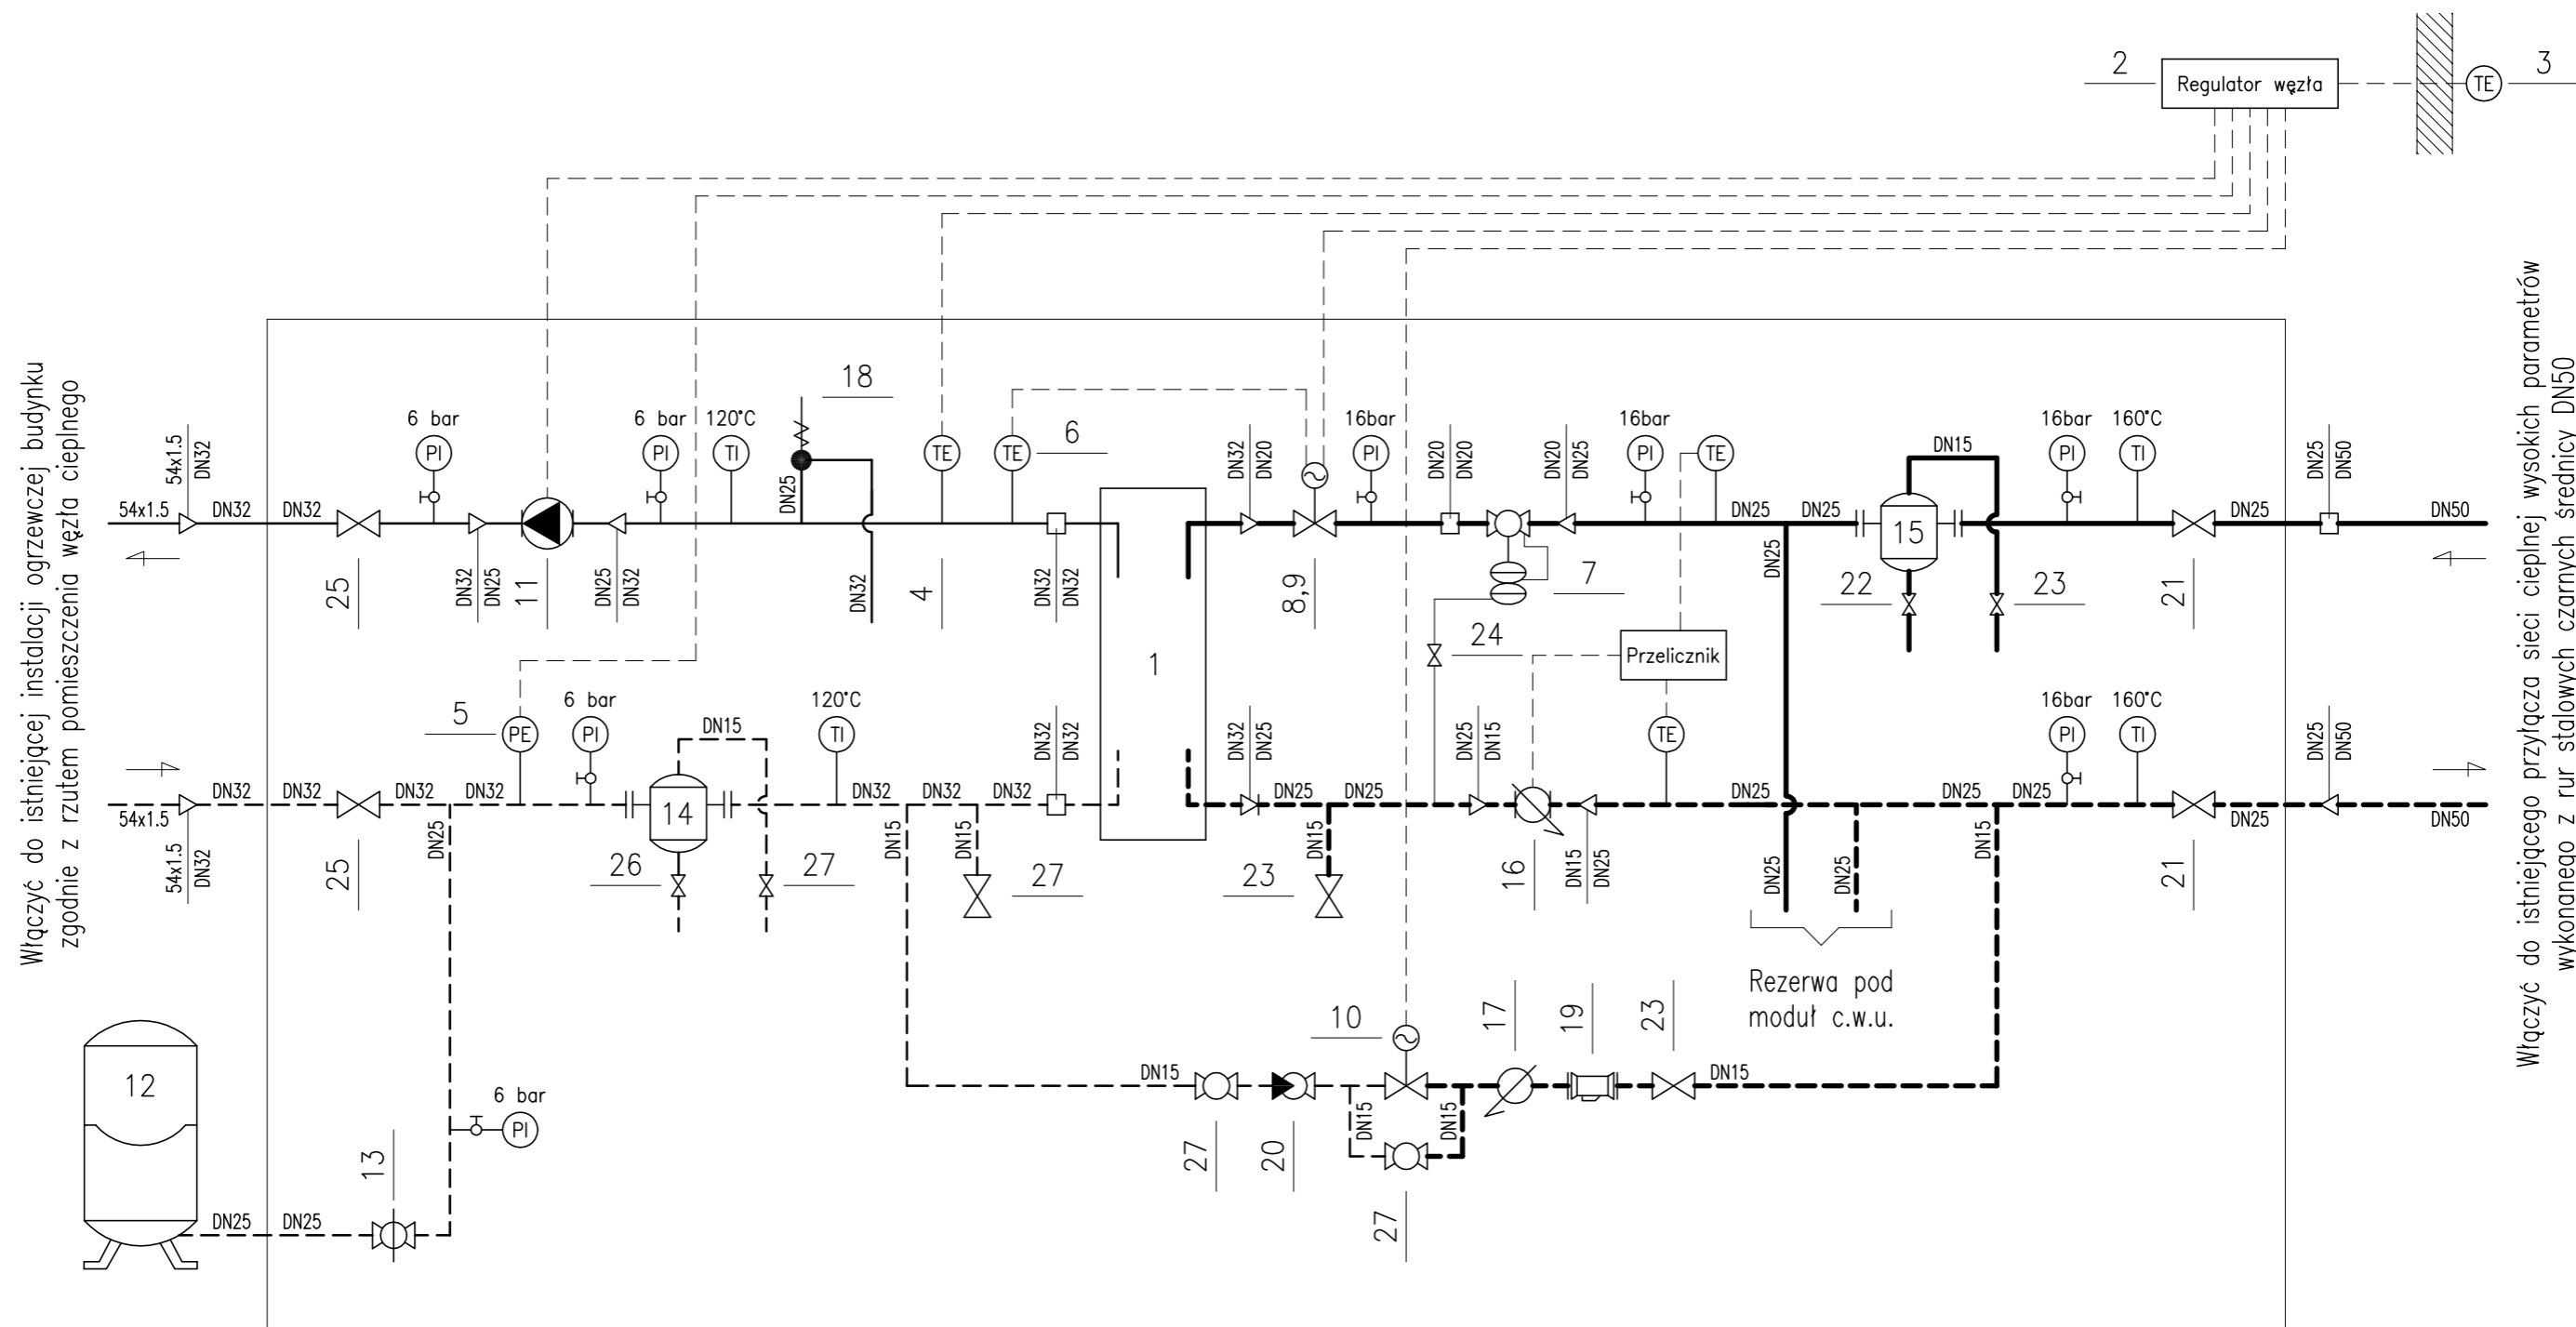 2
Regulator węzła
TE
3
Włączyć do istniejącej instalacji ogrzewczej budynku
zgodnie z rzutem pomieszczenia węzła cieplnego
Włączyć do istniejącego przyłącza sieci cieplnej wysokich parametrów
wykonanego z rur stalowych czarnych średnicy DN50
18
6 bar
6 bar
120°C
6
16bar
16bar
16bar
160°C
54x1.5
DN32
PI
PI
TI
DN25
TE
TE
DN32
DN20
PI
DN20
DN20
DN20
DN25
PI
TE
DN15
PI
TI
DN25
DN50
54x1.5
DN32
DN32
DN25
DN25
15
DN25
DN50
25
DN32
DN25
11
DN25
DN32
DN32
4
DN32
DN32
8,9
7
DN25
22
23
21
24
Przelicznik
1
5
PE
6 bar
PI
DN15
120°C
TI
DN32
DN32
DN32
DN25
DN25
DN15
TE
16bar
PI
160°C
TI
DN25
DN50
54x1.5
DN32
DN32
DN32
DN32
14
DN32
DN32
DN32
DN25
DN25
DN25
DN25
DN25
DN25
DN50
54x1.5
DN32
25
DN25
26
27
DN15
DN15
27
23
DN15
16
DN15
DN25
DN25
DN25
DN15
21
Rezerwa pod
moduł c.w.u.
12
6 bar
PI
13
DN25
DN25
10
17
19
23
DN15
DN15
DN15
DN15
27
20
27